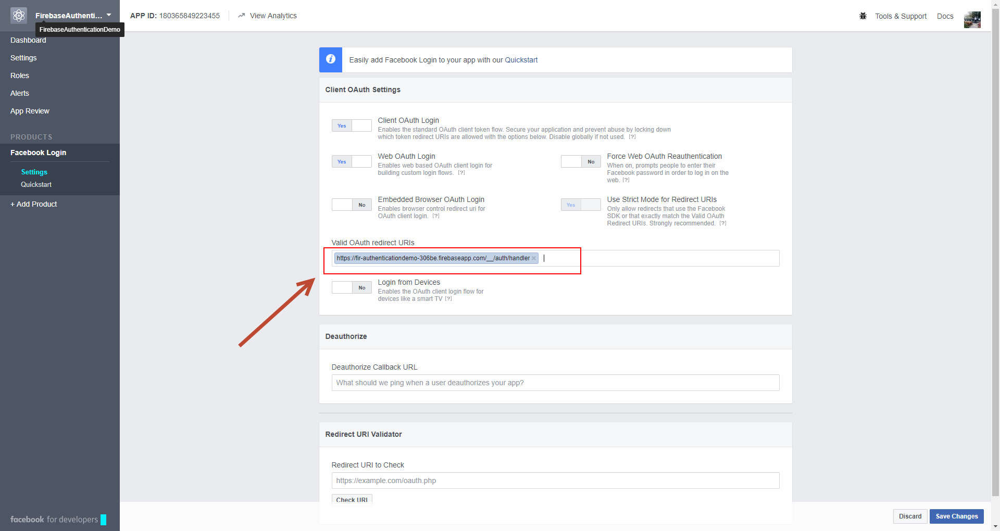 FirebaseAuthenti...
FirebaseAuthenticationDemo
APP ID: 180365849223455
View Analytics
Tools & Support
Docs
Dashboard
Settings
Roles
Alerts
App Review
PRODUCTS
Facebook Login
Settings
Quickstart
+ Add Product
facebook for developers
Easily add Facebook Login to your app with our Quickstart
Client OAuth Settings
Yes
Client OAuth Login
Enables the standard OAuth client token flow. Secure your application and prevent abuse by locking down
which token redirect URIs are allowed with the options below. Disable globally if not used. [?]
Yes
Web OAuth Login
Enables web based OAuth client login for
building custom login flows. [?]
No
Force Web OAuth Reauthentication
When on, prompts people to enter their
Facebook password in order to log in on the
web. [?]
No
Embedded Browser OAuth Login
Enables browser control redirect uri for
OAuth client login. [?]
Yes
Use Strict Mode for Redirect URIs
Only allow redirects that use the Facebook
SDK or that exactly match the Valid OAuth
Redirect URIs. Strongly recommended. [?]
Valid OAuth redirect URIs
https://fir-authenticationdemo-306be.firebaseapp.com/__/auth/handler ×
No
Login from Devices
Enables the OAuth client login flow for
devices like a smart TV [?]
Deauthorize
Deauthorize Callback URL
What should we ping when a user deauthorizes your app?
Redirect URI Validator
Redirect URI to Check
https://example.com/oauth.php
Check URI
Discard
Save Changes